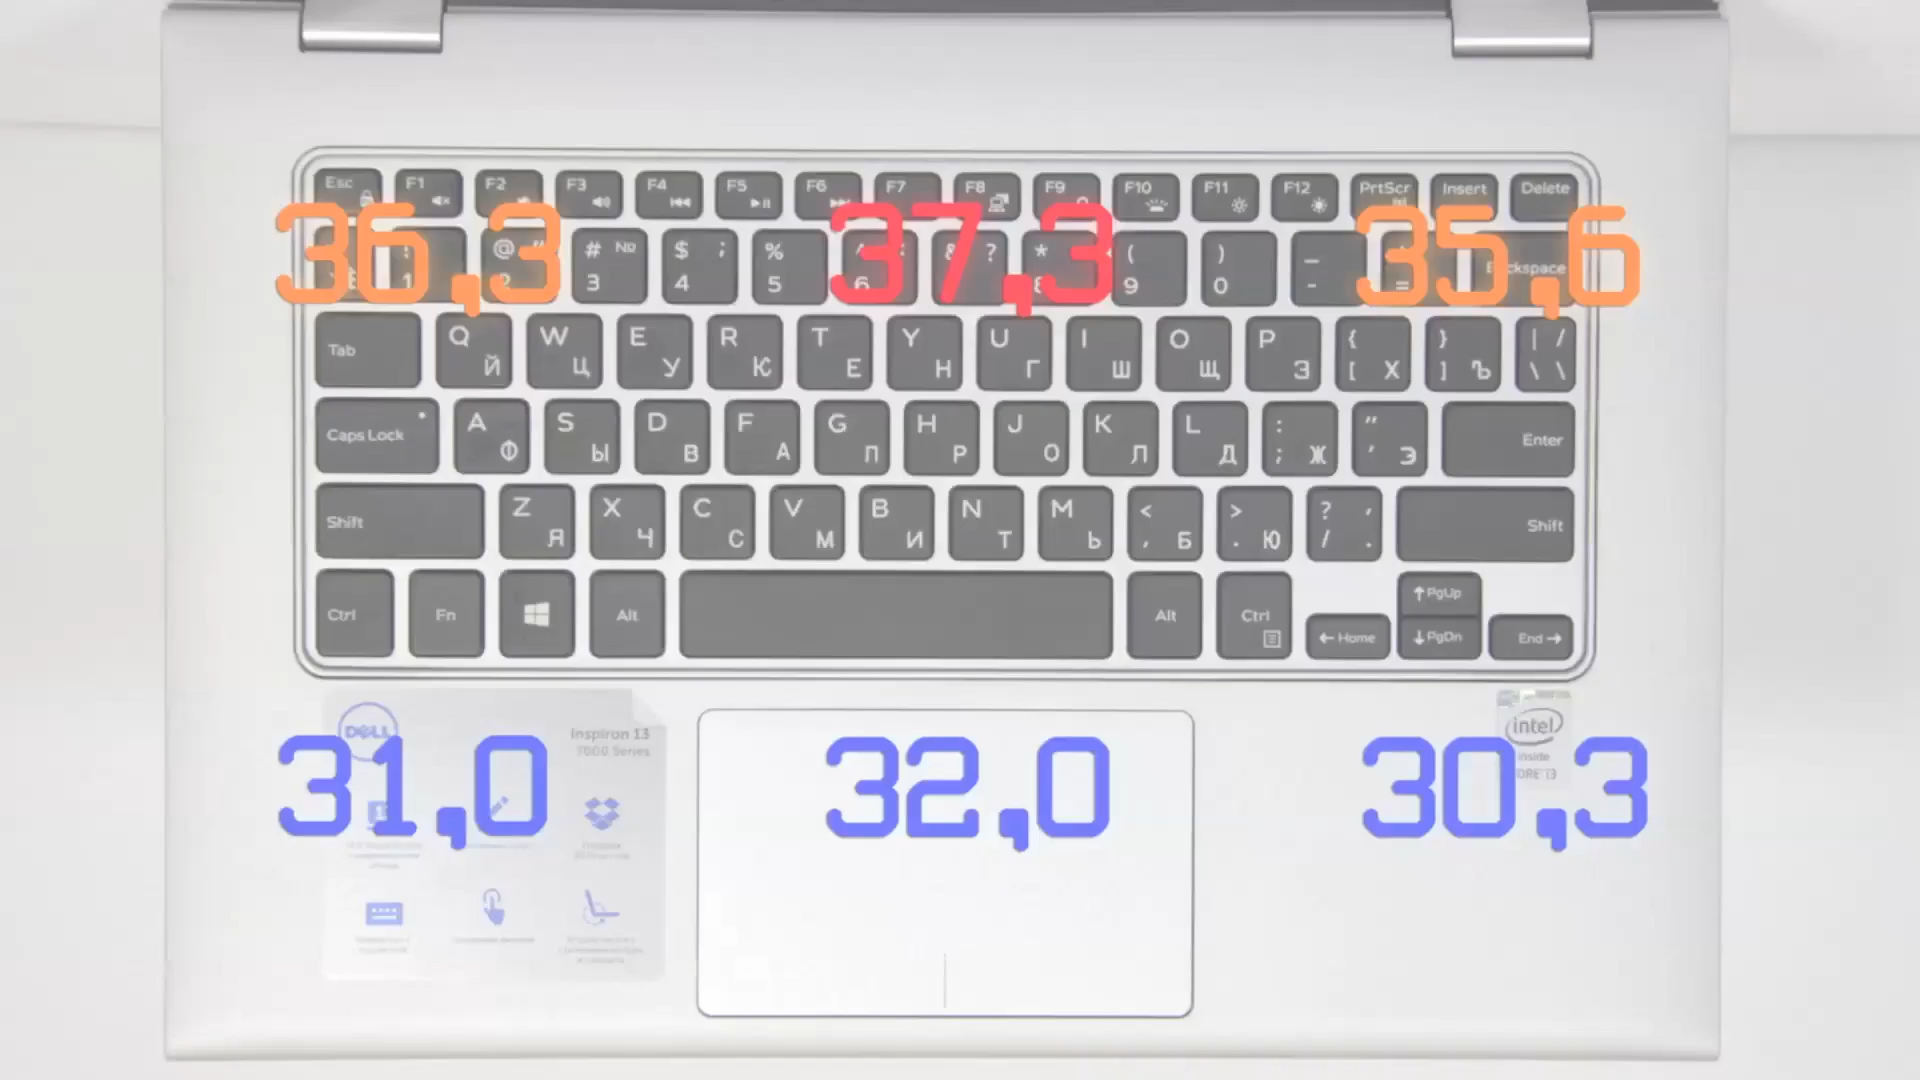 Esc F1 F2 F3 F4 F5 F6 F7 F8 F9 F10 F11 F12 PrtScr Insert Delete
36,3 37,3 35,6
1 @ # № 3 $ ; 4 % 5 6 & ? * ( 9 ) 0 _ - =
Tab Q Й W Ц E У R К T Е Y Н U Г I Ш O Щ P З { [ Х } ] Ъ | / \ \
Caps Lock A Ф S Ы D В F А G П H Р J О K Л L Д : ; Ж " ' Э Enter
Shift Z Я X Ч C С V М B И N Т M Ь < , Б > . Ю ? / , . Shift
Ctrl Fn Alt Alt Ctrl ←Home ↑PgUp ↓PgDn End→
DELL
Inspiron 13
7000 Series
intel
inside
31,0 32,0 30,3